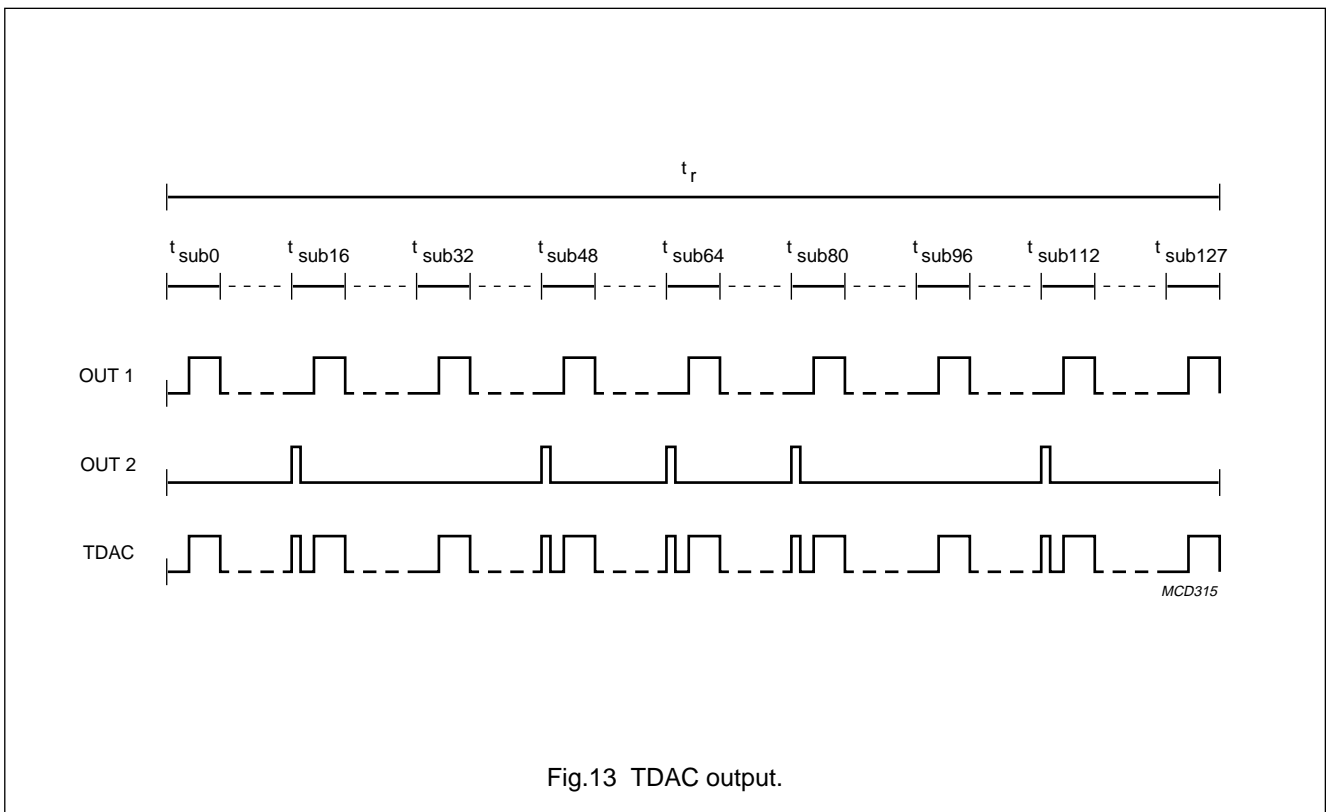 t r
t sub0 t sub16 t sub32 t sub48 t sub64 t sub80 t sub96 t sub112 t sub127
OUT 1
OUT 2
TDAC
MCD315
Fig.13 TDAC output.